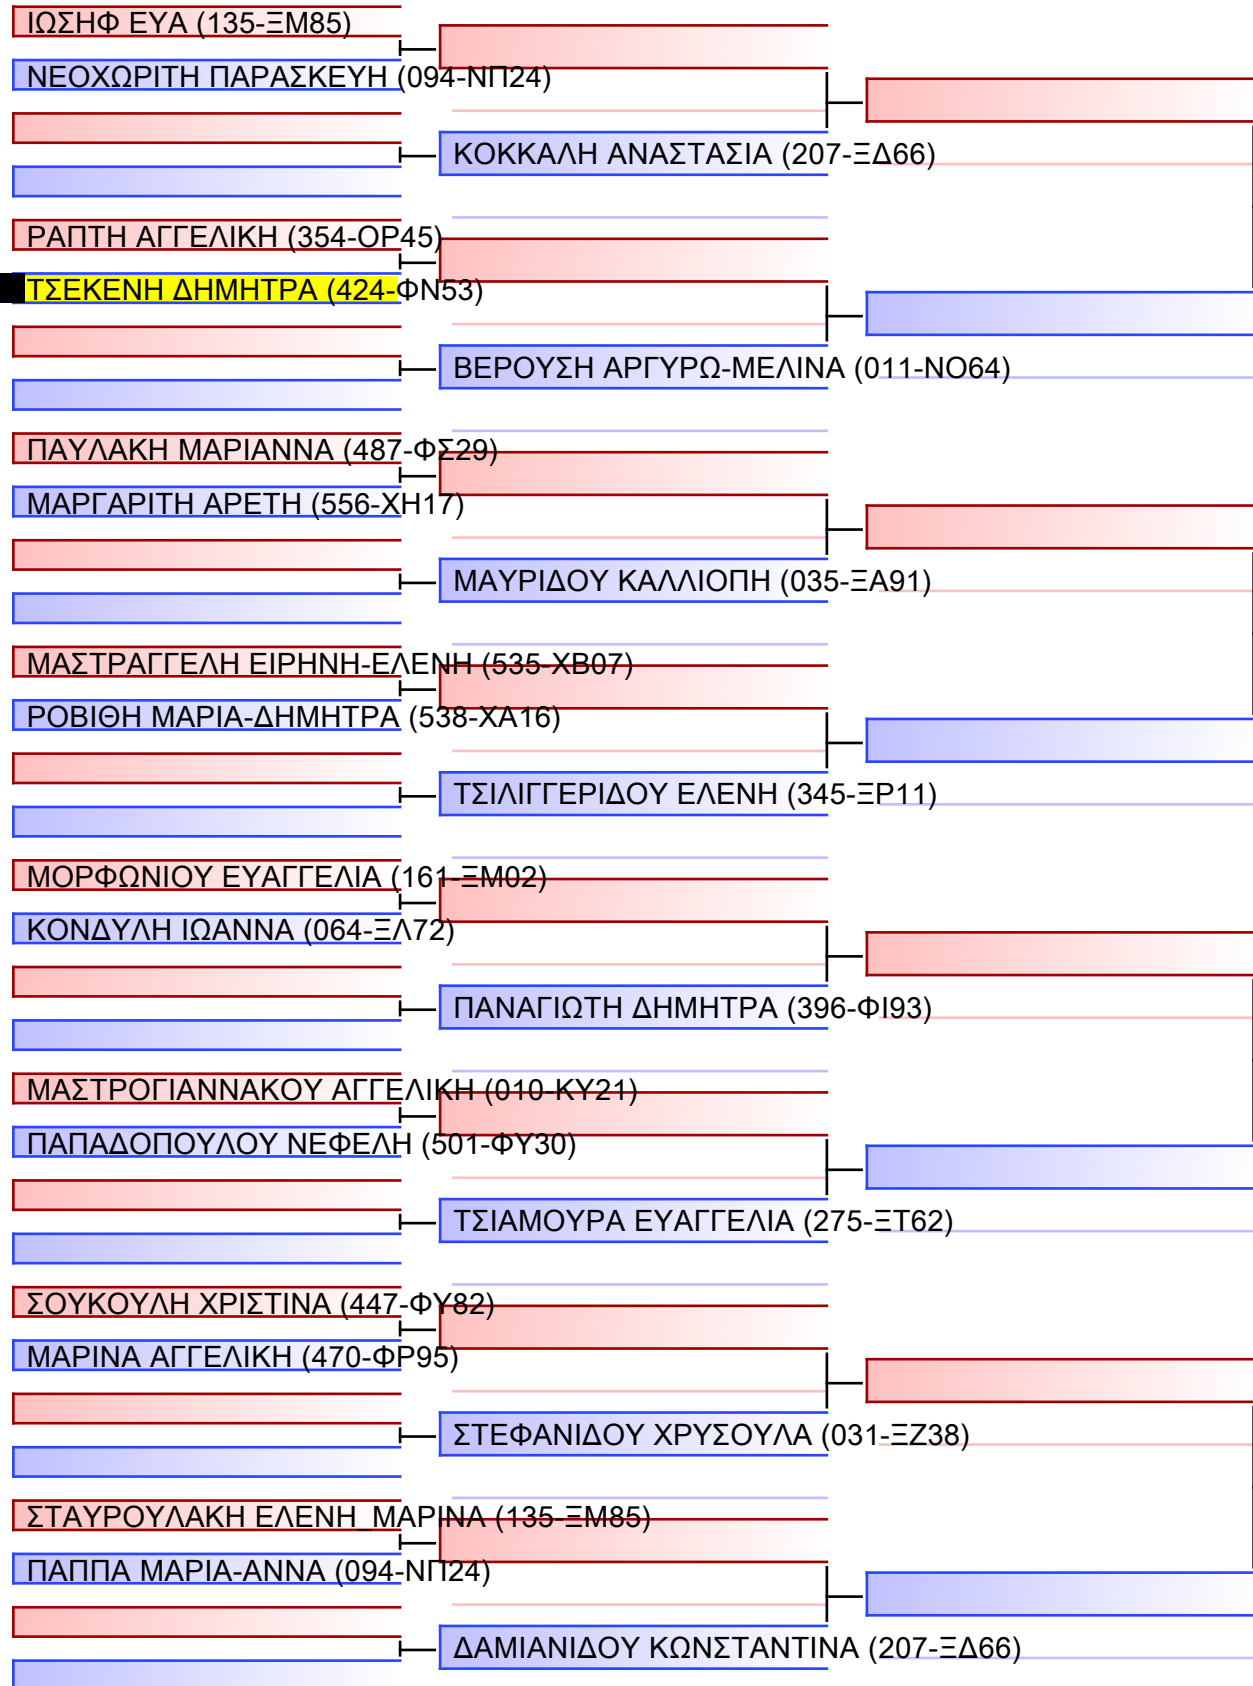 ΙΩΣΗΦ ΕΥΑ (135-ΞΜ85)
ΝΕΟΧΩΡΙΤΗ ΠΑΡΑΣΚΕΥΗ (094-ΝΠ24)
ΚΟΚΚΑΛΗ ΑΝΑΣΤΑΣΙΑ (207-ΞΔ66)
ΡΑΠΤΗ ΑΓΓΕΛΙΚΗ (354-ΟΡ45)
ΤΣΕΚΕΝΗ ΔΗΜΗΤΡΑ (424-ΦΝ53)
ΒΕΡΟΥΣΗ ΑΡΓΥΡΩ-ΜΕΛΙΝΑ (011-ΝΟ64)
ΠΑΥΛΑΚΗ ΜΑΡΙΑΝΝΑ (487-ΦΣ29)
ΜΑΡΓΑΡΙΤΗ ΑΡΕΤΗ (556-ΧΗ17)
ΜΑΥΡΙΔΟΥ ΚΑΛΛΙΟΠΗ (035-ΞΑ91)
ΜΑΣΤΡΑΓΓΕΛΗ ΕΙΡΗΝΗ-ΕΛΕΝΗ (535-ΧΒ07)
ΡΟΒΙΘΗ ΜΑΡΙΑ-ΔΗΜΗΤΡΑ (538-ΧΑ16)
ΤΣΙΛΙΓΓΕΡΙΔΟΥ ΕΛΕΝΗ (345-ΞΡ11)
ΜΟΡΦΩΝΙΟΥ ΕΥΑΓΓΕΛΙΑ (161-ΞΜ02)
ΚΟΝΔΥΛΗ ΙΩΑΝΝΑ (064-ΞΛ72)
ΠΑΝΑΓΙΩΤΗ ΔΗΜΗΤΡΑ (396-ΦΙ93)
ΜΑΣΤΡΟΓΙΑΝΝΑΚΟΥ ΑΓΓΕΛΙΚΗ (010-ΚΥ21)
ΠΑΠΑΔΟΠΟΥΛΟΥ ΝΕΦΕΛΗ (501-ΦΥ30)
ΤΣΙΑΜΟΥΡΑ ΕΥΑΓΓΕΛΙΑ (275-ΞΤ62)
ΣΟΥΚΟΥΛΗ ΧΡΙΣΤΙΝΑ (447-ΦΥ82)
ΜΑΡΙΝΑ ΑΓΓΕΛΙΚΗ (470-ΦΡ95)
ΣΤΕΦΑΝΙΔΟΥ ΧΡΥΣΟΥΛΑ (031-ΞΖ38)
ΣΤΑΥΡΟΥΛΑΚΗ ΕΛΕΝΗ_ΜΑΡΙΝΑ (135-ΞΜ85)
ΠΑΠΠΑ ΜΑΡΙΑ-ΑΝΝΑ (094-ΝΠ24)
ΔΑΜΙΑΝΙΔΟΥ ΚΩΝΣΤΑΝΤΙΝΑ (207-ΞΔ66)